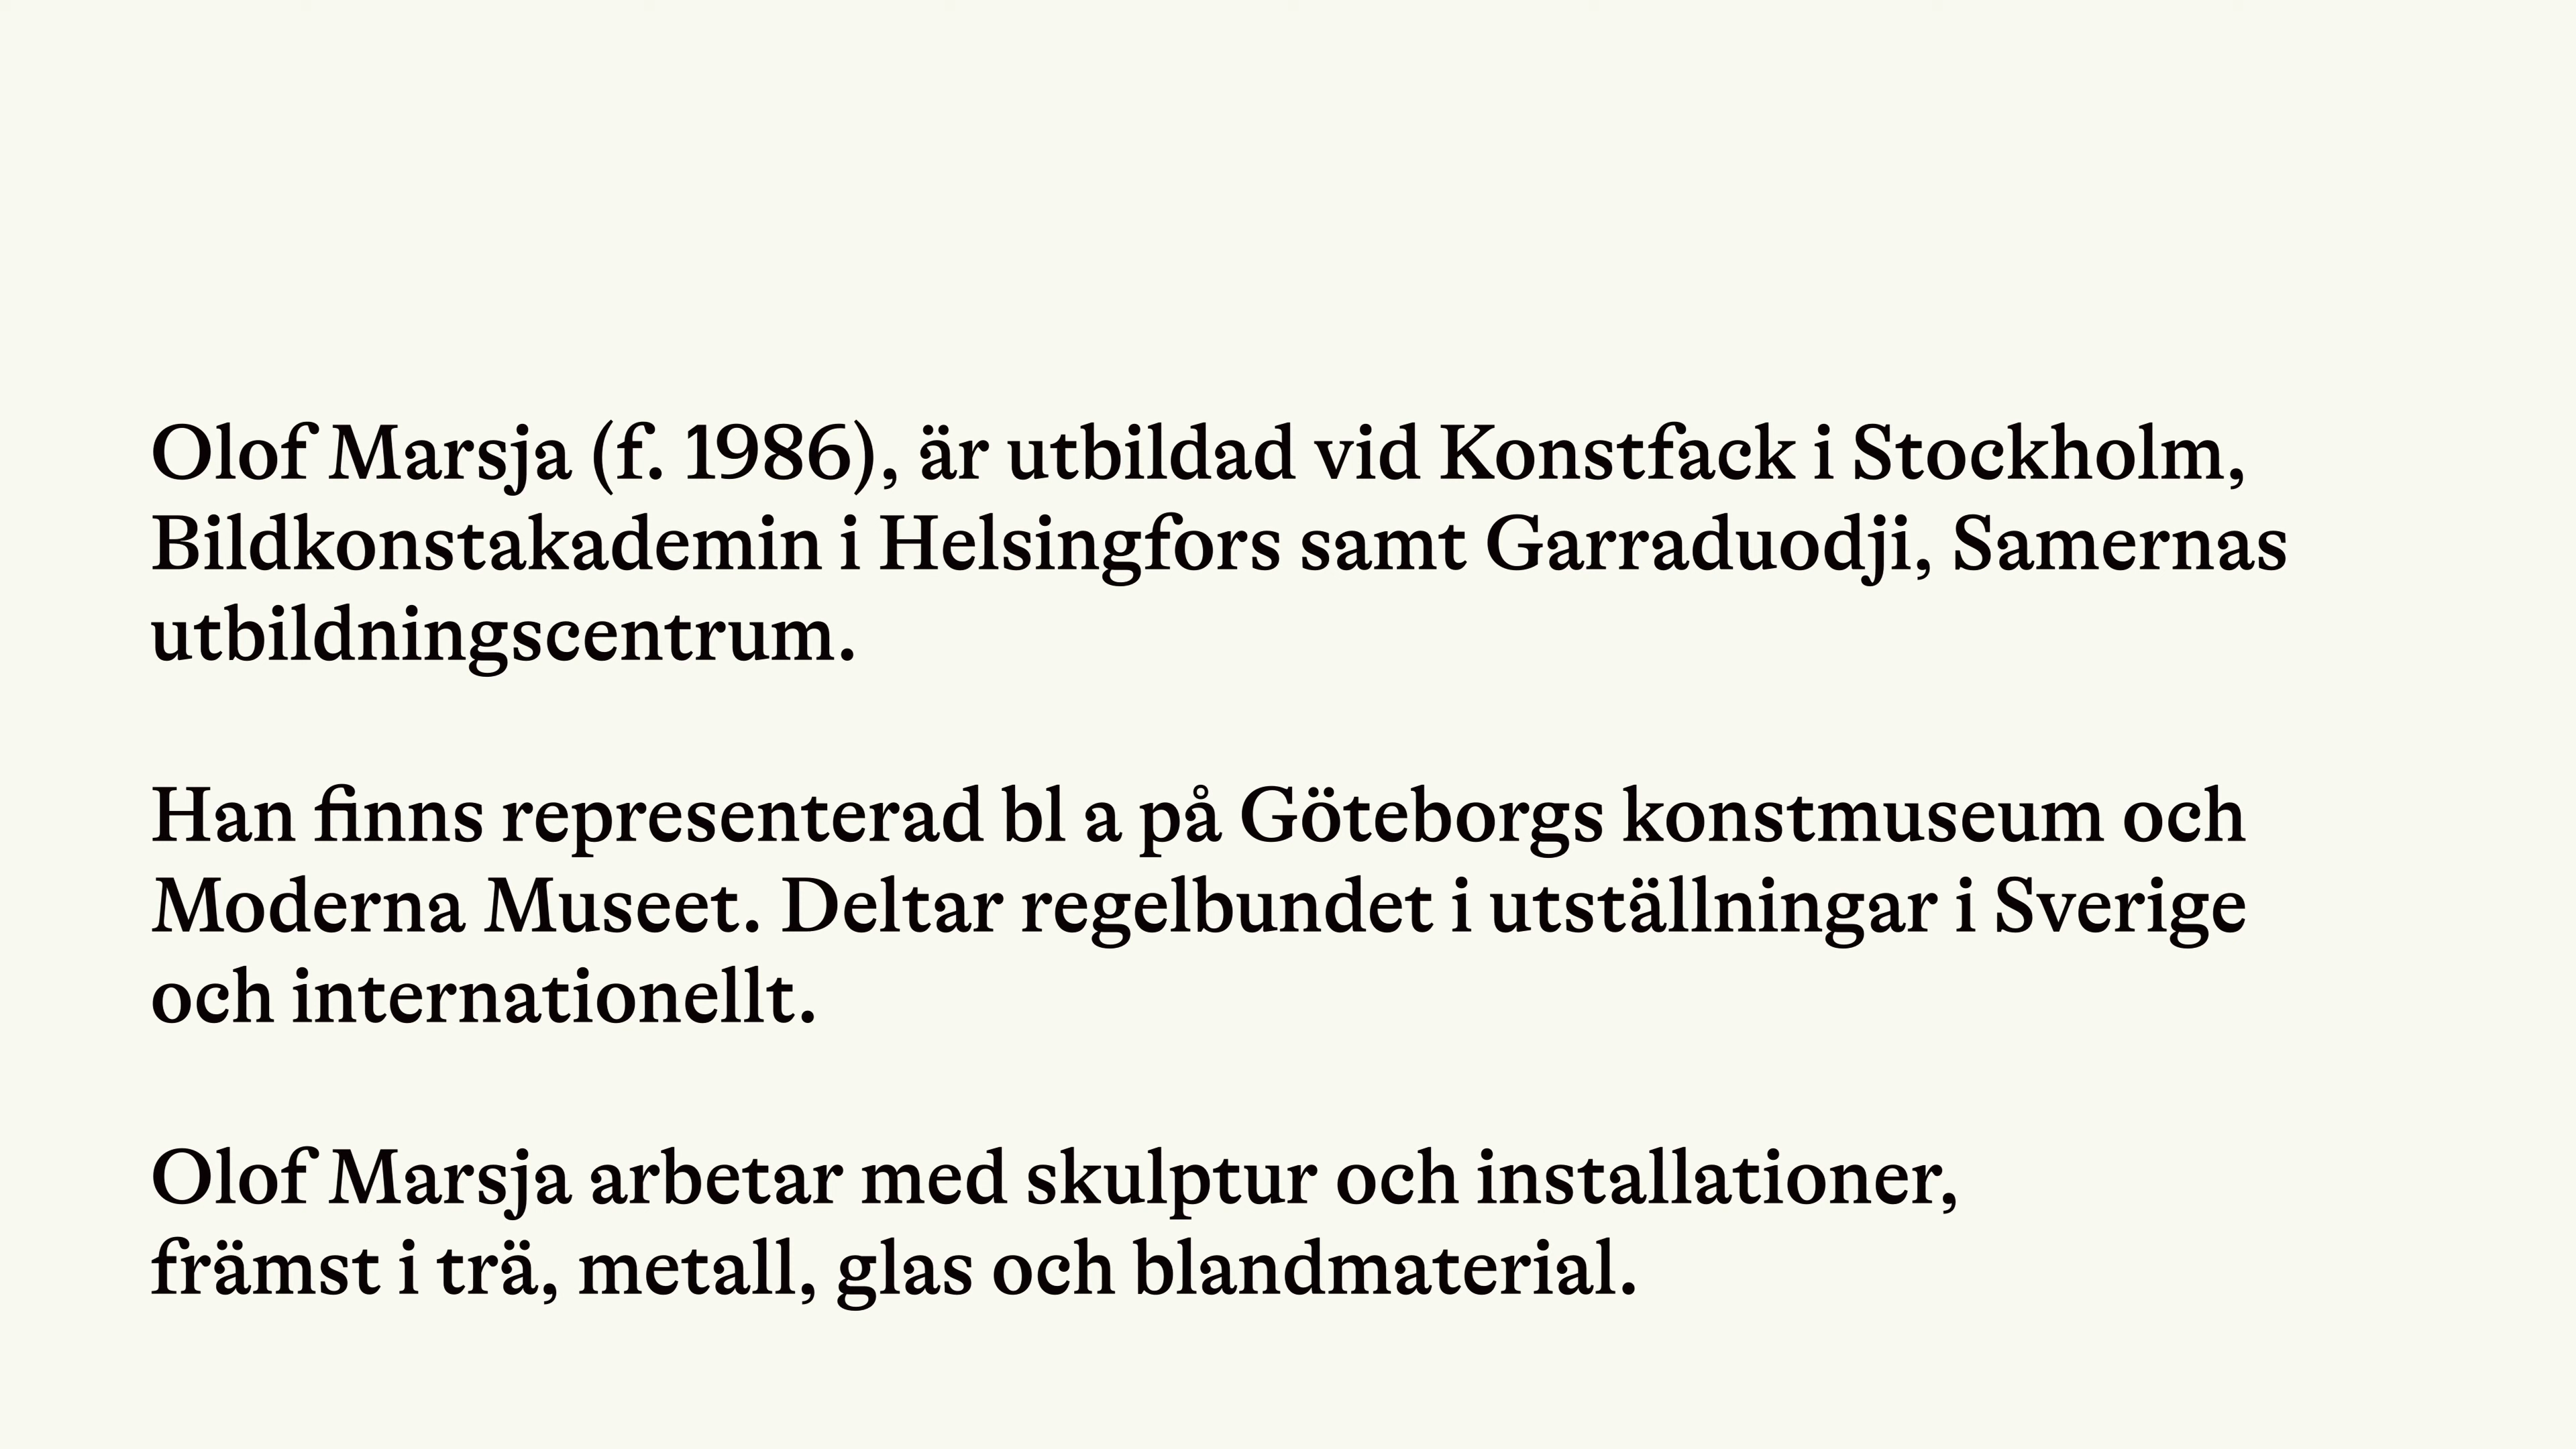 Olof Marsja (f. 1986), är utbildad vid Konstfack i Stockholm,
Bildkonstakademin i Helsingfors samt Garraduodji, Samernas
utbildningscentrum.
Han finns representerad bl a på Göteborgs konstmuseum och
Moderna Museet. Deltar regelbundet i utställningar i Sverige
och internationellt.
Olof Marsja arbetar med skulptur och installationer,
främst i trä, metall, glas och blandmaterial.